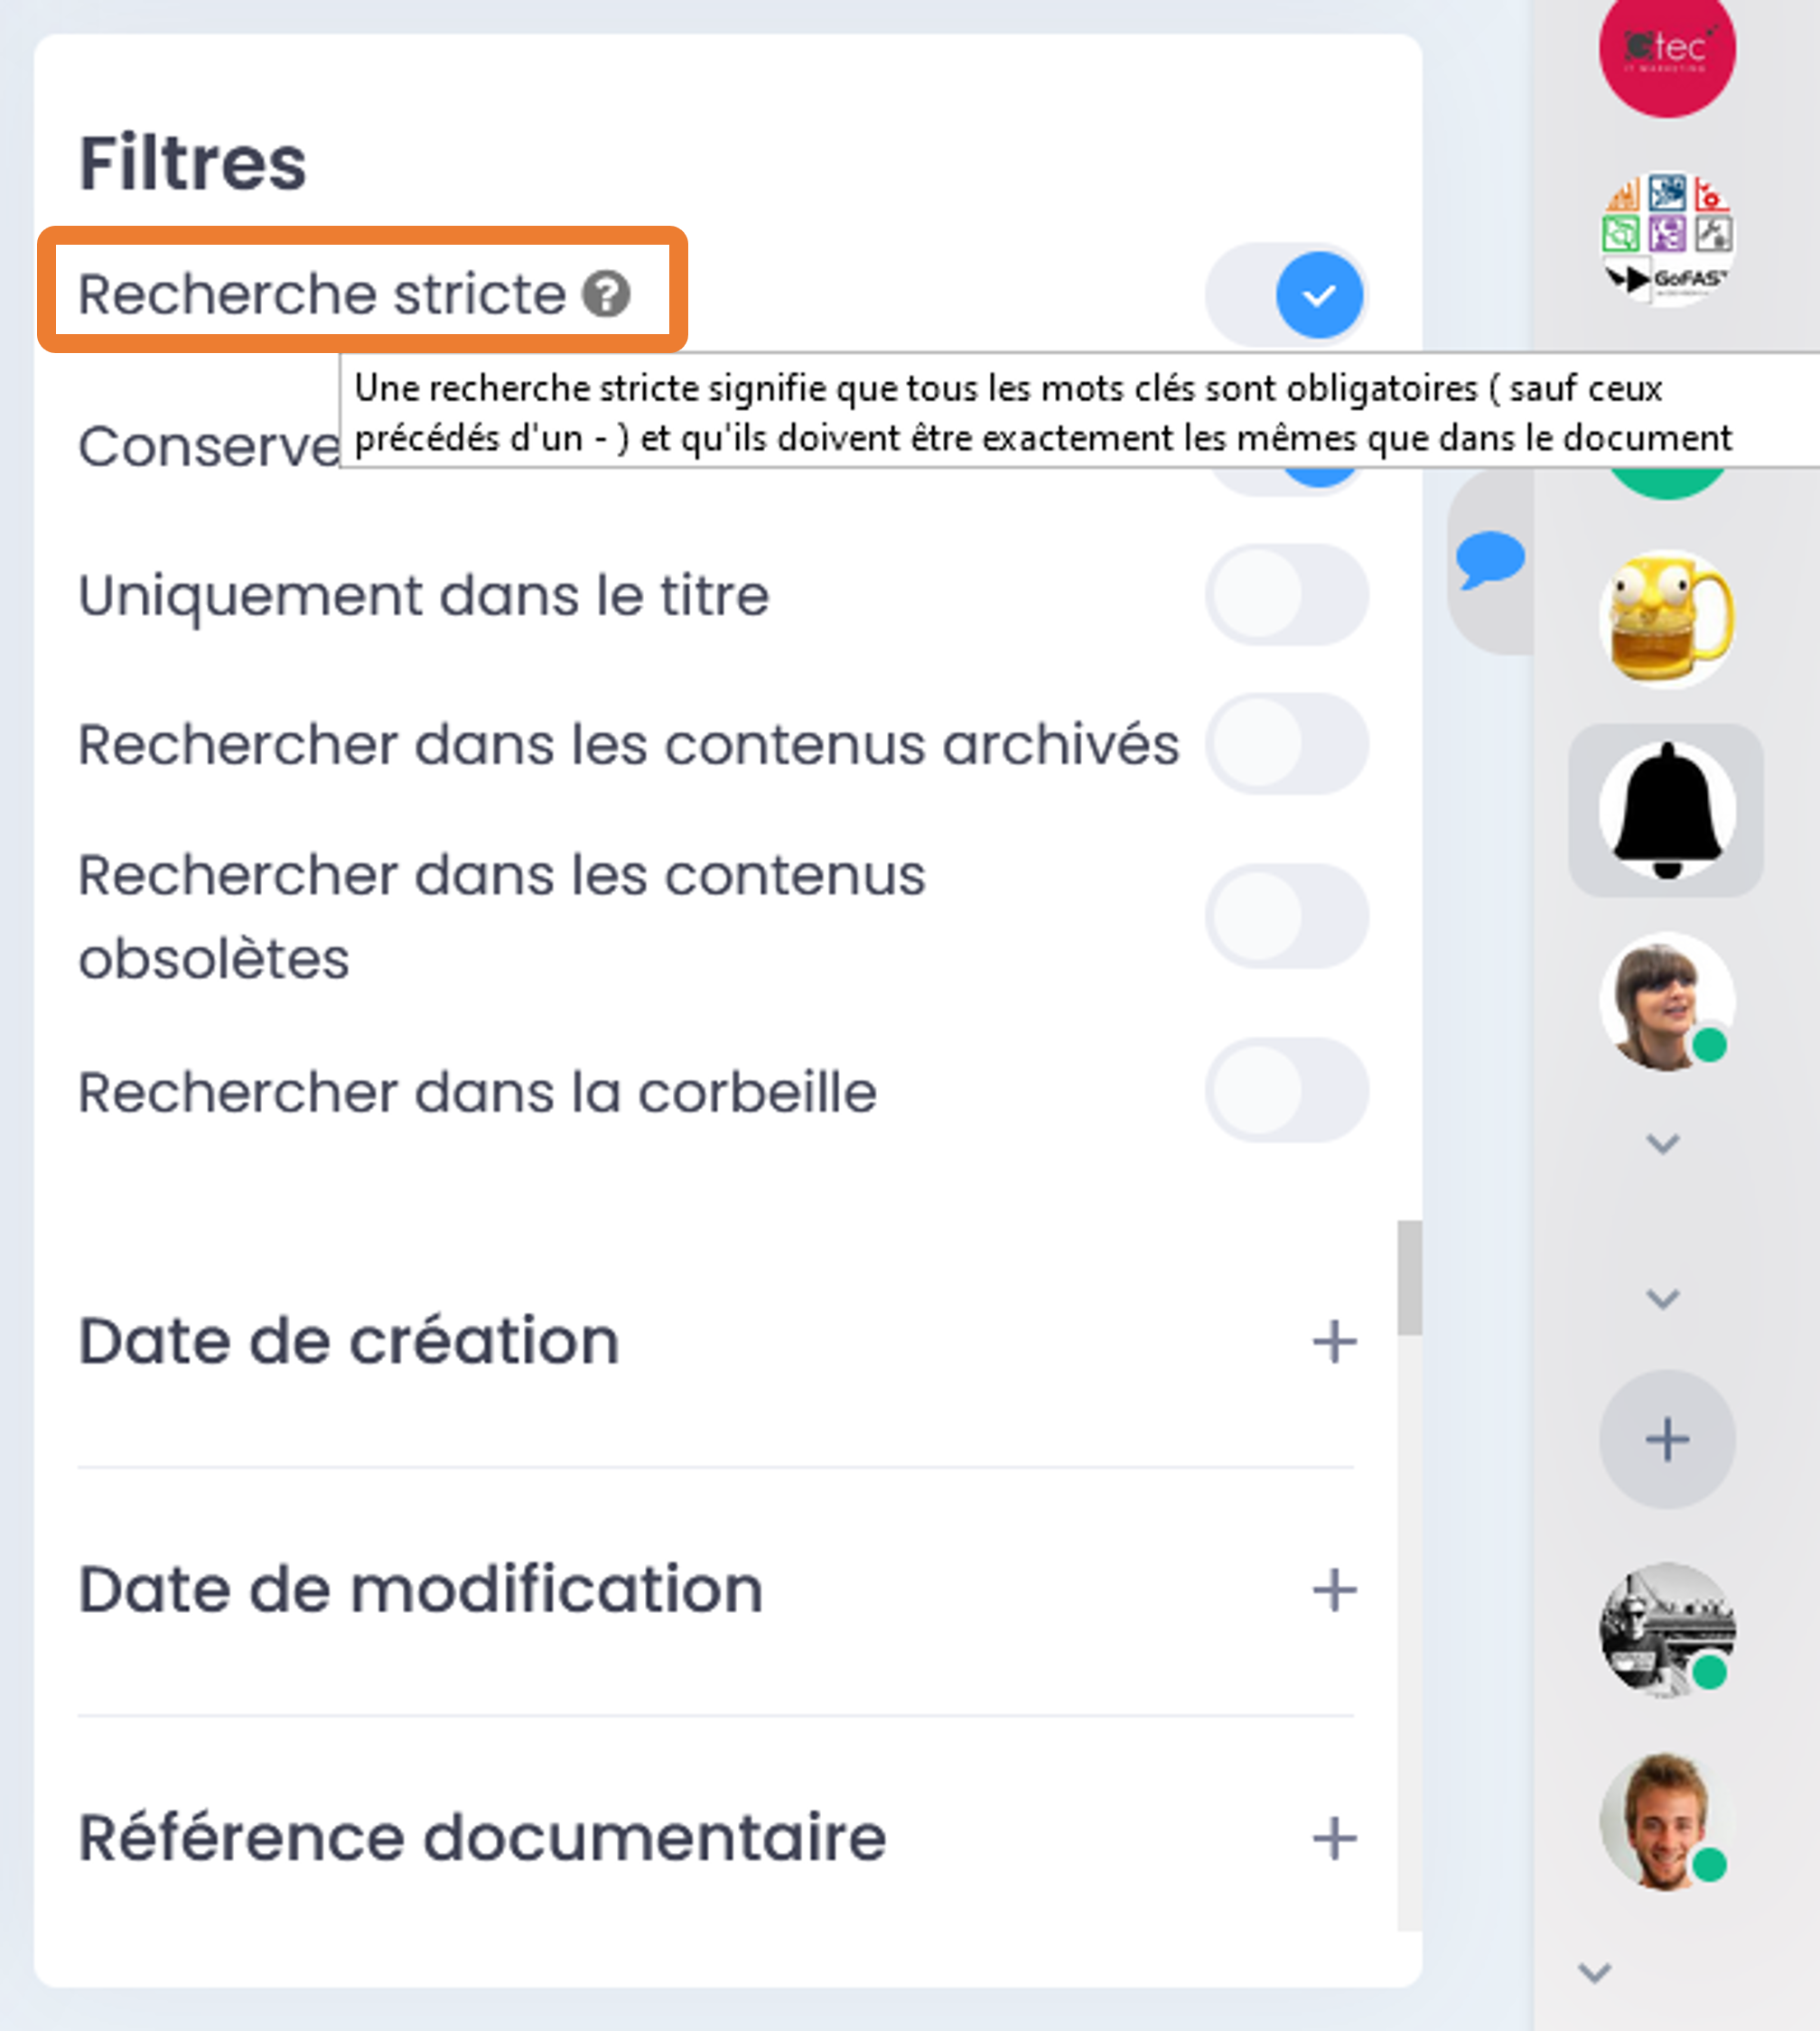 Gtec
IT MARKETING
Filtres
Recherche stricte ?
GoFAST
Une recherche stricte signifie que tous les mots clés sont obligatoires ( sauf ceux
précédés d'un - ) et qu'ils doivent être exactement les mêmes que dans le document
Conserve
Uniquement dans le titre
Rechercher dans les contenus archivés
Rechercher dans les contenus
obsolètes
Rechercher dans la corbeille
Date de création
Date de modification
Référence documentaire